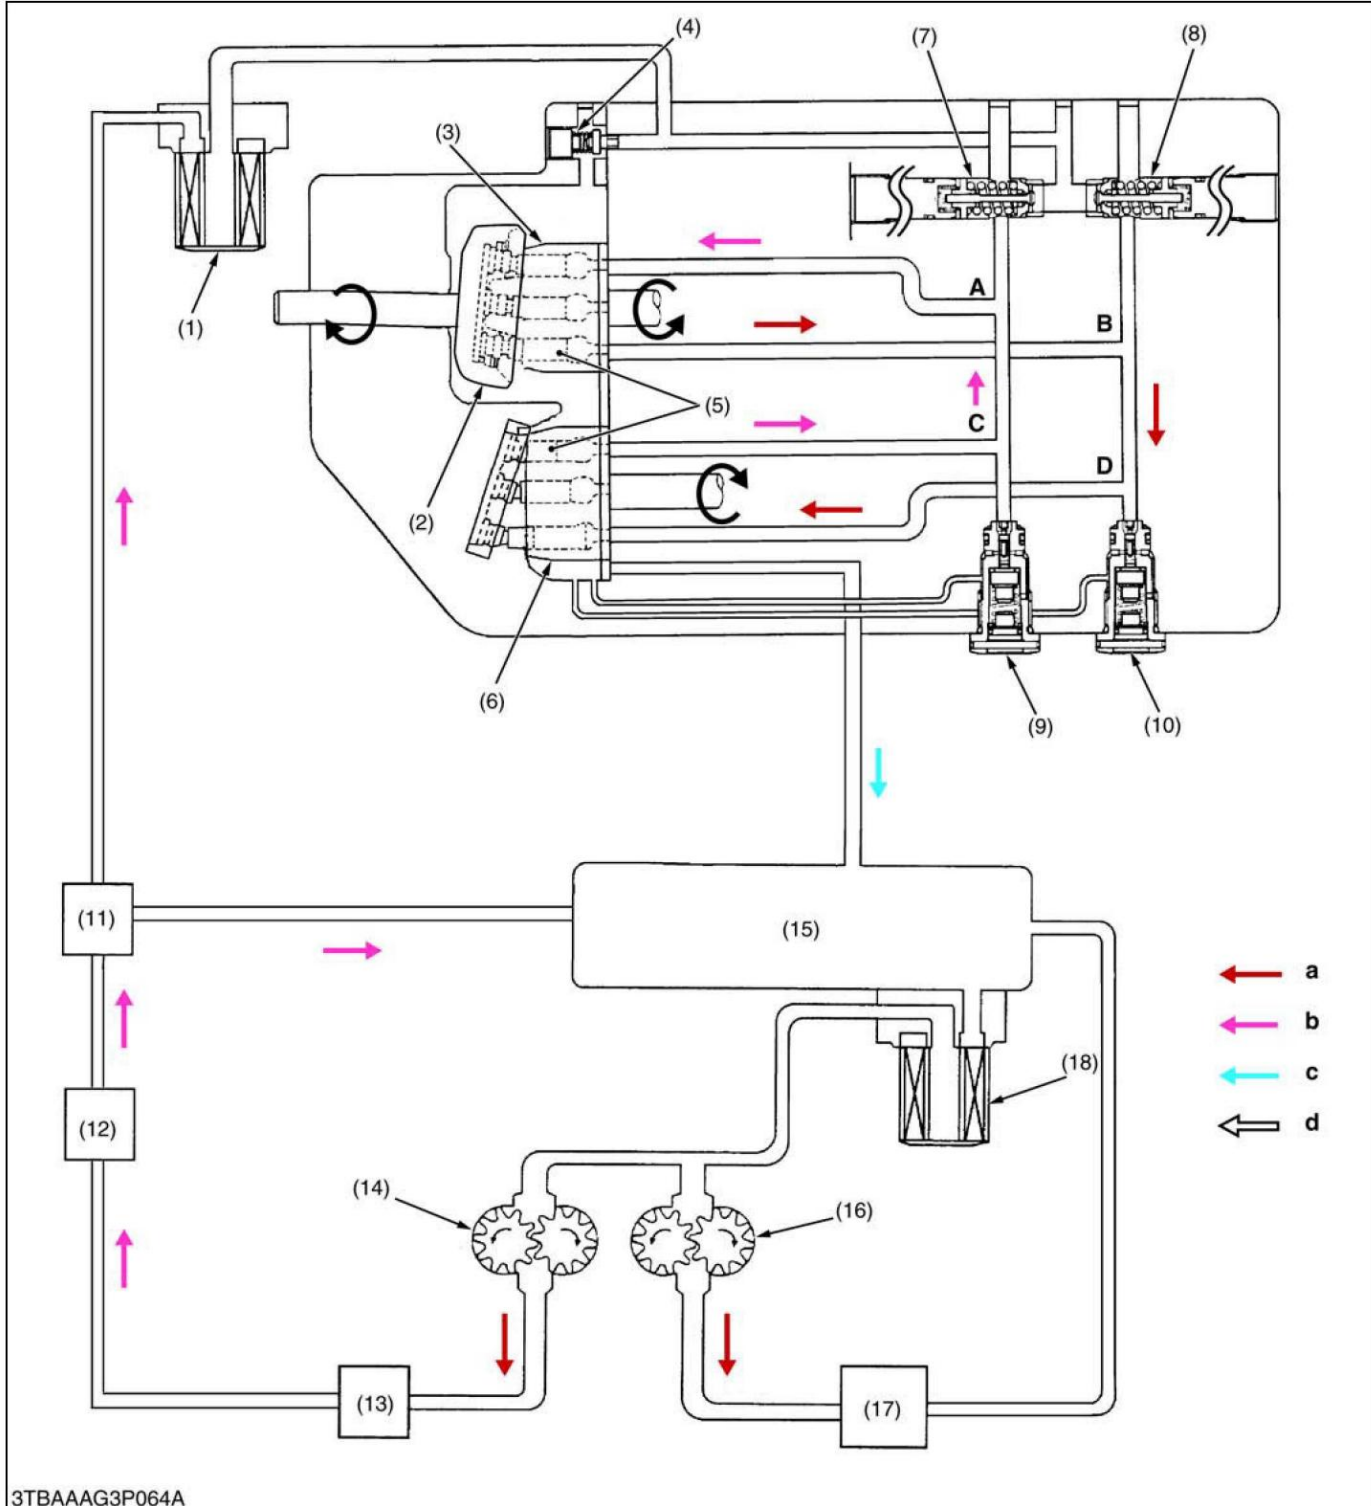 (4)
(7)
(8)
(3)
(1)
A
B
(5)
C
D
(2)
(6)
(9)
(10)
(11)
(15)
a
b
c
d
(12)
(18)
(14)
(16)
(13)
(17)
3TBAAAG3P064A